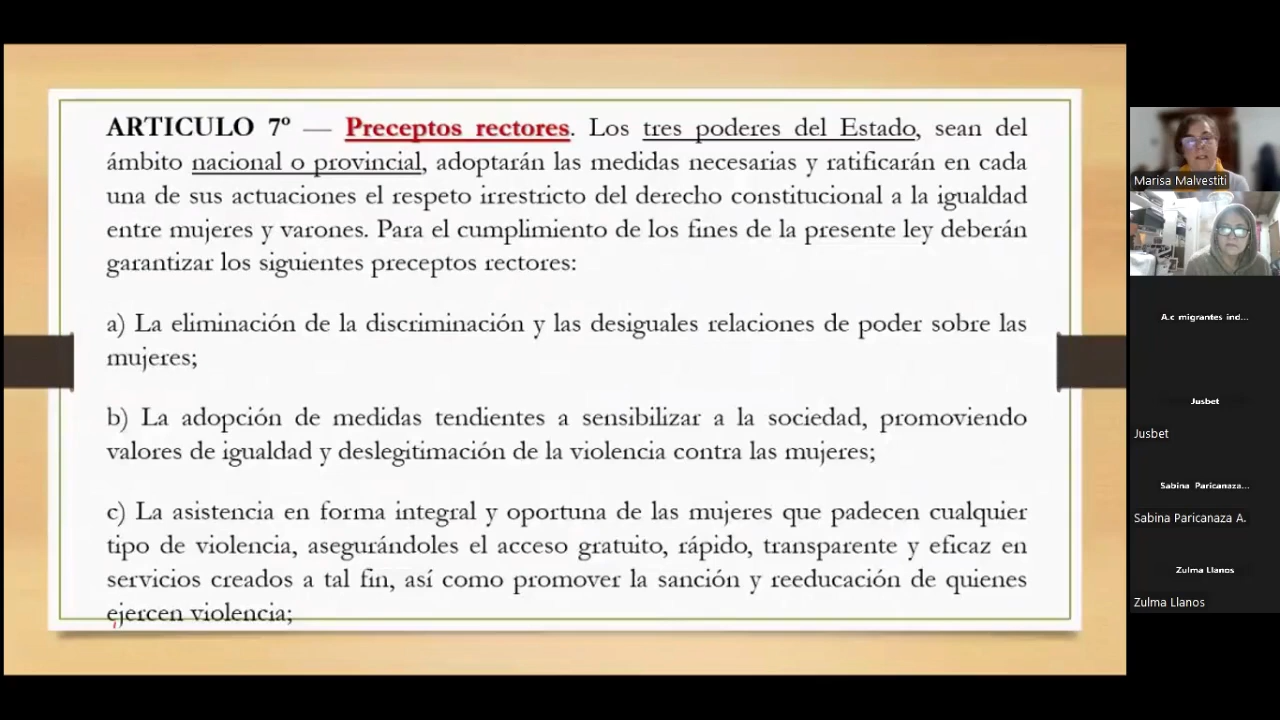 ARTICULO 7º — Preceptos rectores. Los tres poderes del Estado, sean del
ámbito nacional o provincial, adoptarán las medidas necesarias y ratificarán en cada
una de sus actuaciones el respeto irrestricto del derecho constitucional a la igualdad
entre mujeres y varones. Para el cumplimiento de los fines de la presente ley deberán
garantizar los siguientes preceptos rectores:
a) La eliminación de la discriminación y las desiguales relaciones de poder sobre las
mujeres;
b) La adopción de medidas tendientes a sensibilizar a la sociedad, promoviendo
valores de igualdad y deslegitimación de la violencia contra las mujeres;
c) La asistencia en forma integral y oportuna de las mujeres que padecen cualquier
tipo de violencia, asegurándoles el acceso gratuito, rápido, transparente y eficaz en
servicios creados a tal fin, así como promover la sanción y reeducación de quienes
ejercen violencia;
Marisa Malvestiti
A.c migrantes ind...
Jusbet
Jusbet
Sabina Paricanaza...
Sabina Paricanaza A.
Zulma Llanos
Zulma Llanos